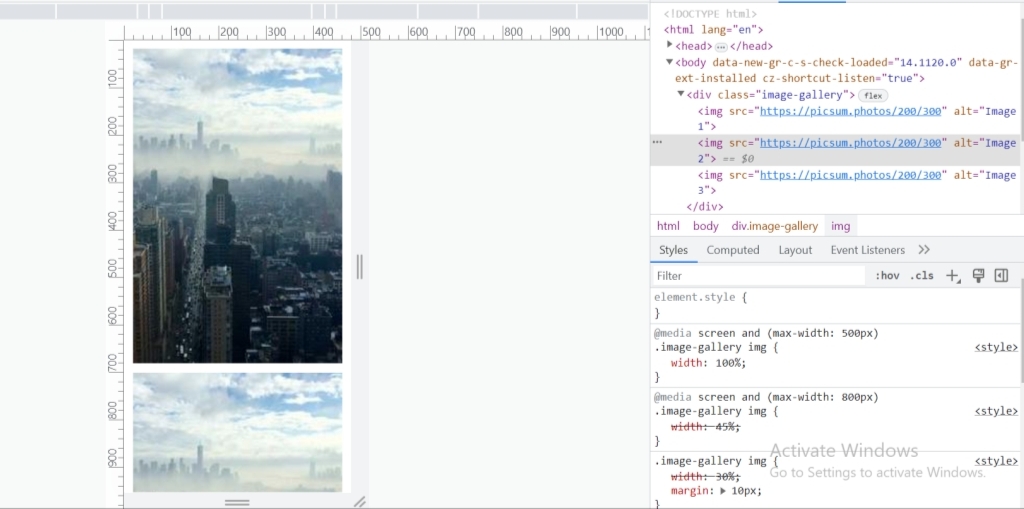 100 200 300 400 500 600 700 800 900 1000 1100
100
200
300
400
500
600
700
800
900
<!DOCTYPE html>
<html lang="en">
<head> ... </head>
<body data-new-gr-c-s-check-loaded="14.1120.0" data-gr-
ext-installed cz-shortcut-listen="true">
<div class="image-gallery"> flex
<img src="https://picsum.photos/200/300" alt="Image
1">
... <img src="https://picsum.photos/200/300" alt="Image
2"> == $0
<img src="https://picsum.photos/200/300" alt="Image
3">
</div>
html body div.image-gallery img
Styles Computed Layout Event Listeners
Filter :hov .cls
element.style {
}
@media screen and (max-width: 500px)
.image-gallery img { <style>
width: 100%;
}
@media screen and (max-width: 800px)
.image-gallery img { <style>
width: 45%;
}
.image-gallery img { <style>
width: 30%;
margin: 10px;
}
Activate Windows
Go to Settings to activate Windows.